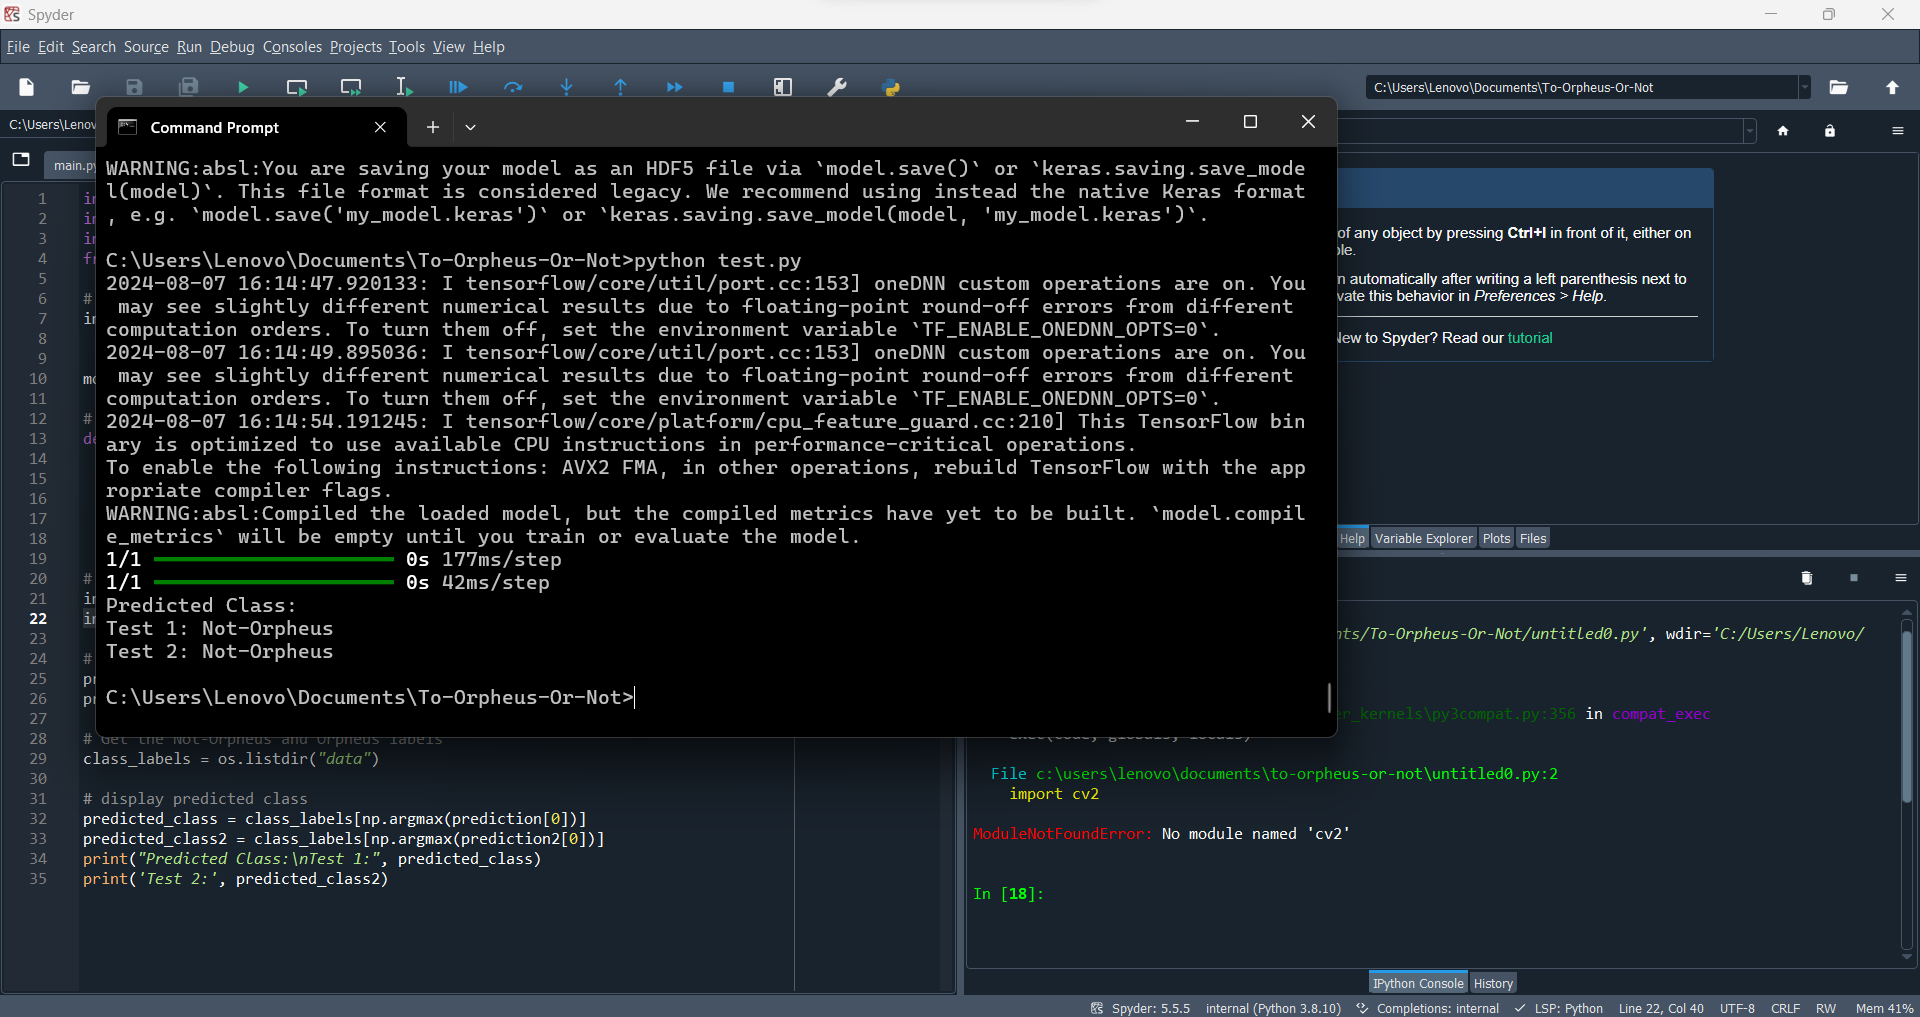 Spyder
File Edit Search Source Run Debug Consoles Projects Tools View Help
C:\Users\Lenovo\Documents\To-Orpheus-Or-Not
C:\Users\Lenov
Command Prompt
main.py
WARNING:absl:You are saving your model as an HDF5 file via `model.save()` or `keras.saving.save_mode
l(model)`. This file format is considered legacy. We recommend using instead the native Keras format
, e.g. `model.save('my_model.keras')` or `keras.saving.save_model(model, 'my_model.keras')`.
C:\Users\Lenovo\Documents\To-Orpheus-Or-Not>python test.py
2024-08-07 16:14:47.920133: I tensorflow/core/util/port.cc:153] oneDNN custom operations are on. You
may see slightly different numerical results due to floating-point round-off errors from different
computation orders. To turn them off, set the environment variable `TF_ENABLE_ONEDNN_OPTS=0`.
2024-08-07 16:14:49.895036: I tensorflow/core/util/port.cc:153] oneDNN custom operations are on. You
may see slightly different numerical results due to floating-point round-off errors from different
computation orders. To turn them off, set the environment variable `TF_ENABLE_ONEDNN_OPTS=0`.
2024-08-07 16:14:54.191245: I tensorflow/core/platform/cpu_feature_guard.cc:210] This TensorFlow bin
ary is optimized to use available CPU instructions in performance-critical operations.
To enable the following instructions: AVX2 FMA, in other operations, rebuild TensorFlow with the app
ropriate compiler flags.
WARNING:absl:Compiled the loaded model, but the compiled metrics have yet to be built. `model.compil
e_metrics` will be empty until you train or evaluate the model.
1/1 0s 177ms/step
1/1 0s 42ms/step
Predicted Class:
Test 1: Not-Orpheus
Test 2: Not-Orpheus
C:\Users\Lenovo\Documents\To-Orpheus-Or-Not>
1
2
3
4
5
6 #
7
8
9
10
11
12 #
13
14
15
16
17
18
19
20 #
21
22
23
24 #
25
26
27
28 # Get the Not-Orpheus and Orpheus labels
29 class_labels = os.listdir("data")
30
31 # display predicted class
32 predicted_class = class_labels[np.argmax(prediction[0])]
33 predicted_class2 = class_labels[np.argmax(prediction2[0])]
34 print("Predicted Class:\nTest 1:", predicted_class)
35 print('Test 2:', predicted_class2)
of any object by pressing Ctrl+I in front of it, either on
ole.
n automatically after writing a left parenthesis next to
vate this behavior in Preferences > Help.
New to Spyder? Read our tutorial
Help Variable Explorer Plots Files
ts/To-Orpheus-Or-Not/untitled0.py', wdir='C:/Users/Lenovo/
er_kernels\py3compat.py:356 in compat_exec
exec(code, globals, locals)
File c:\users\lenovo\documents\to-orpheus-or-not\untitled0.py:2
import cv2
ModuleNotFoundError: No module named 'cv2'
In [18]:
IPython Console History
Spyder: 5.5.5 internal (Python 3.8.10) Completions: internal LSP: Python Line 22, Col 40 UTF-8 CRLF RW Mem 41%